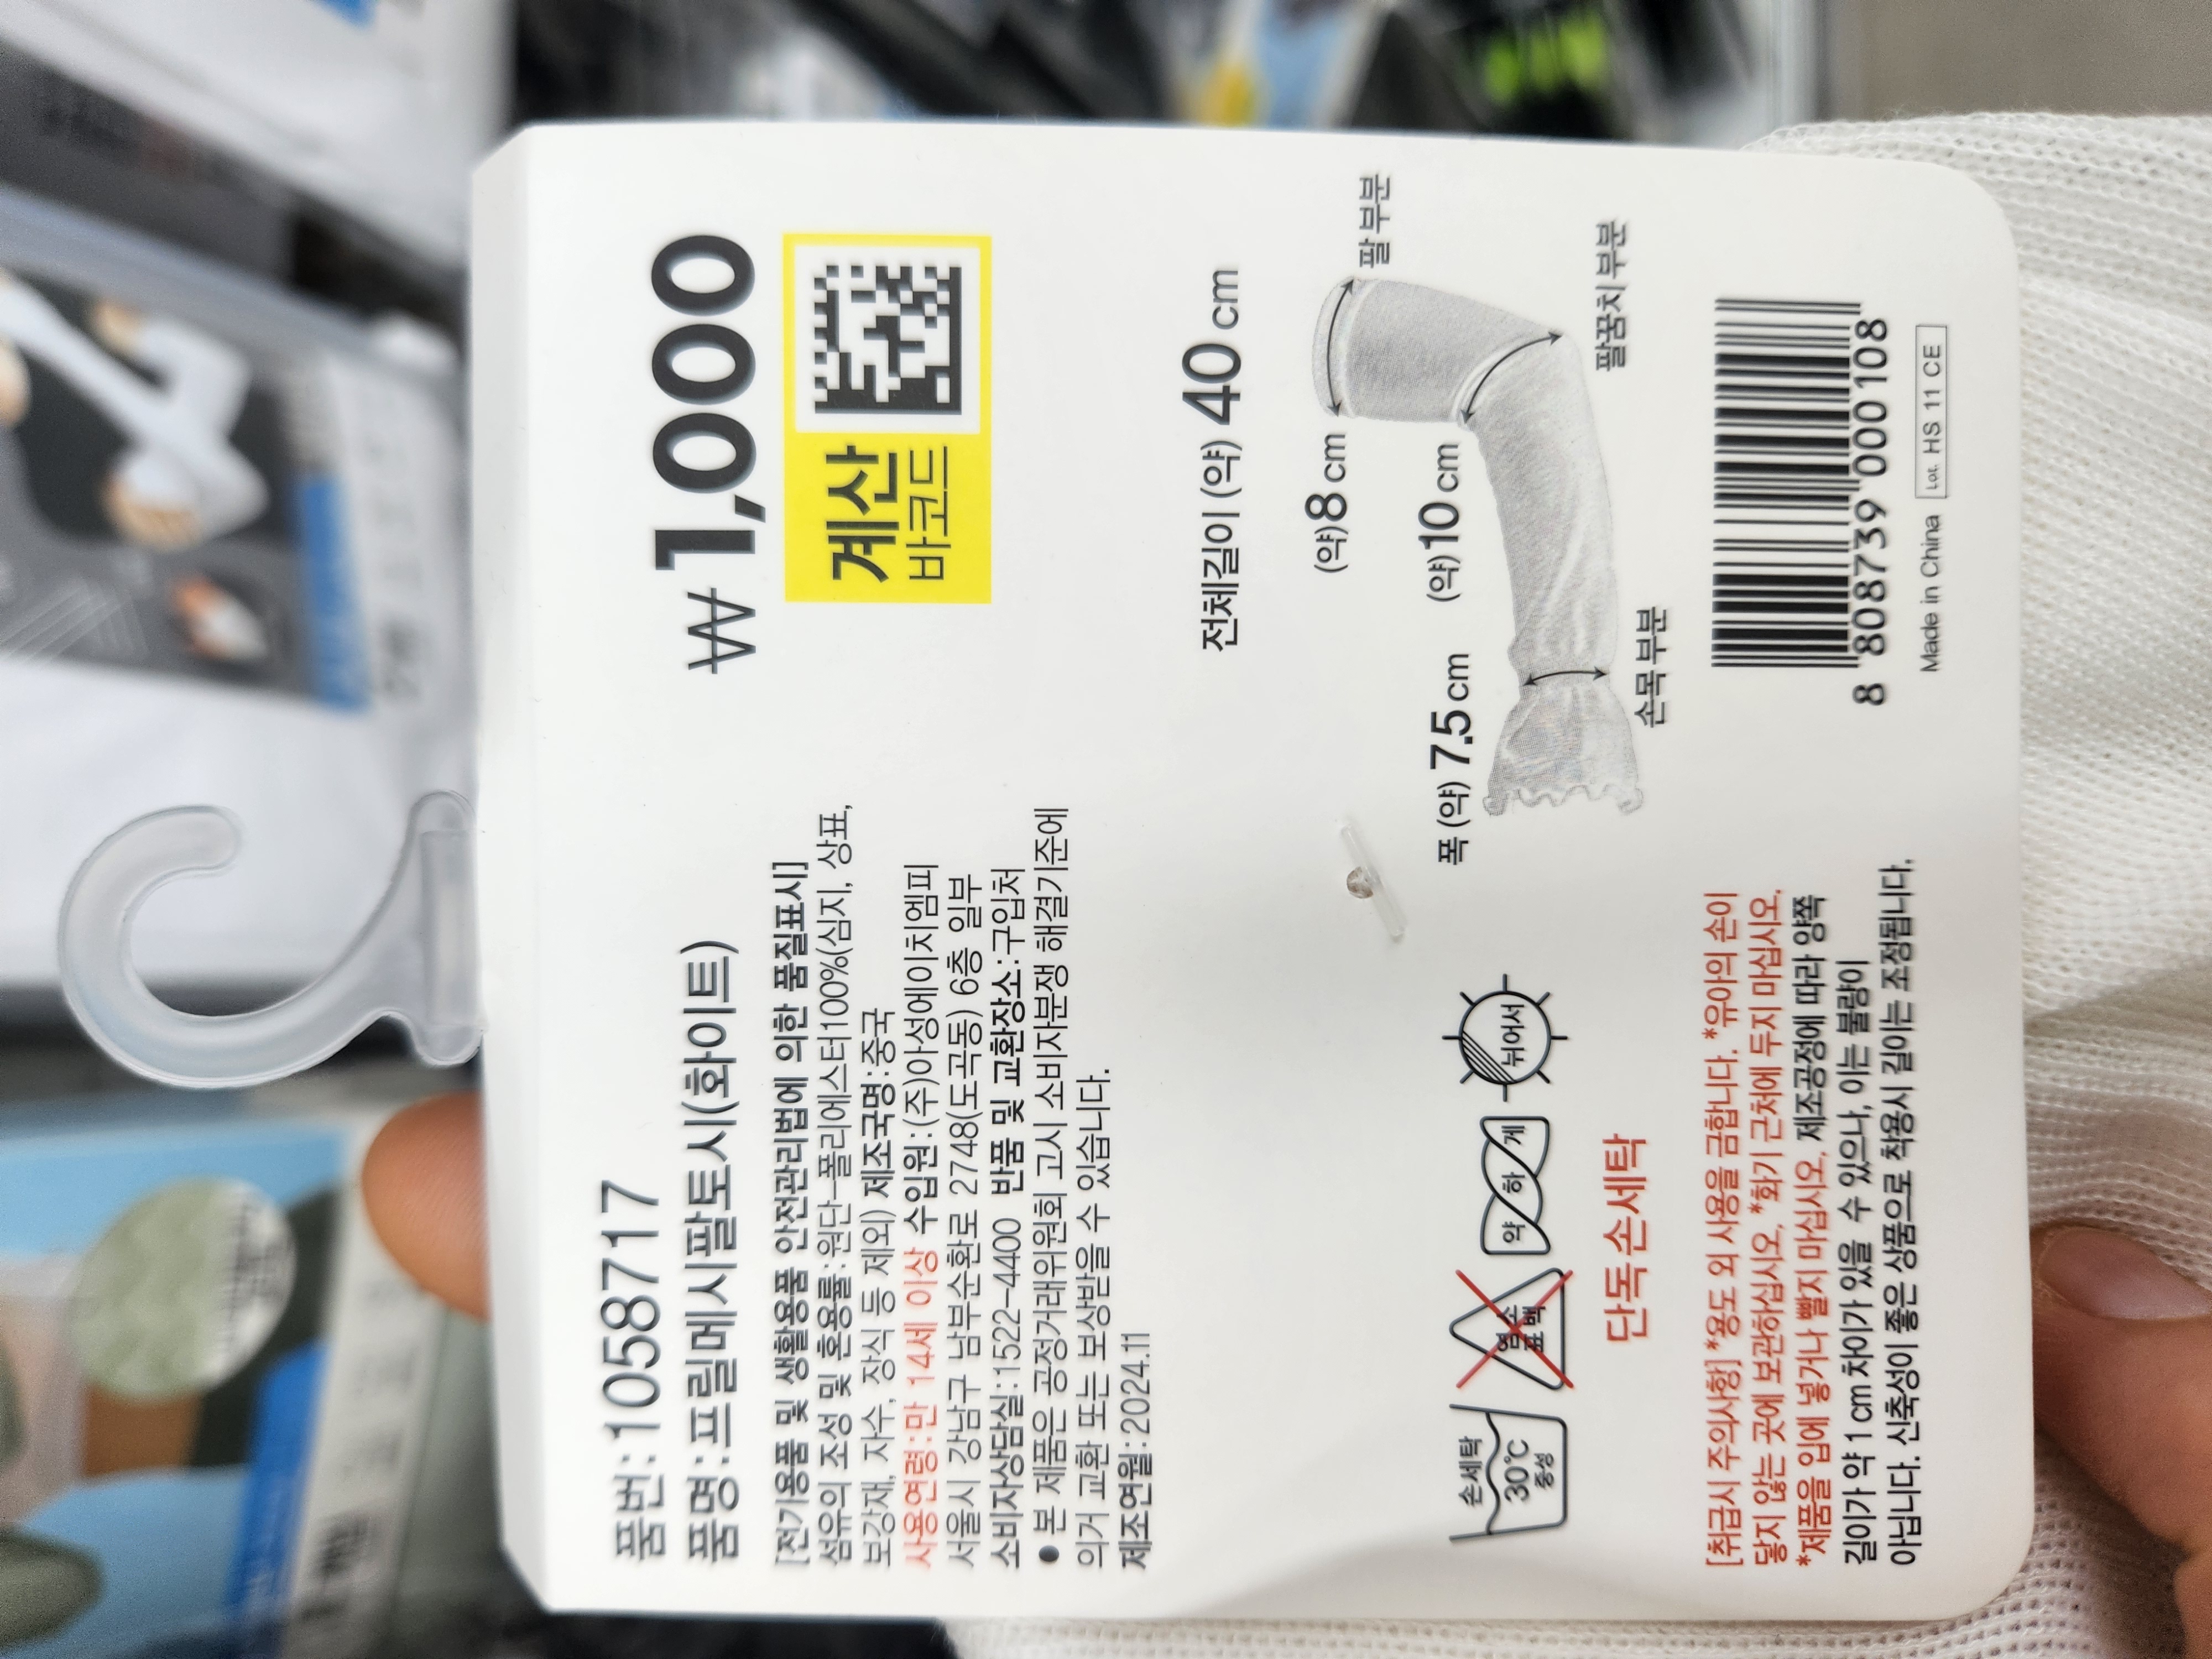 품번:1058717
품명:프릴메시팔토시(화이트)
₩1,000
계산
바코드
[전기용품 및 생활용품 안전관리법에 의한 품질표시]
섬유의 조성 및 혼용률:원단-폴리에스터100%(심지, 상표,
보강재, 자수, 장식 등 제외) 제조국명:중국
사용연령:만 14세 이상 수입원:(주)아성에이치엠피
서울시 강남구 남부순환로 2748(도곡동) 6층 일부
소비자상담실:1522-4400 반품 및 교환장소:구입처
• 본 제품은 공정거래위원회 고시 소비자분쟁 해결기준에
의거 교환 또는 보상받을 수 있습니다.
제조연월:2024.11
전체길이 (약) 40 cm
(약)8 cm
팔 부분
(약)10 cm
팔꿈치 부분
폭 (약) 7.5 cm
손목 부분
손세탁
30℃
중성
염소
표백
약 하 게
뉘어서
단독 손세탁
[취급시 주의사항] *용도 외 사용을 금합니다. *유아의 손이
닿지 않는 곳에 보관하십시오. *화기 근처에 두지 마십시오.
*제품을 입에 넣거나 빨지 마십시오. 제조공정에 따라 양쪽
길이가 약 1 cm 차이가 있을 수 있으나, 이는 불량이
아닙니다. 신축성이 좋은 상품으로 착용시 길이는 조정됩니다.
8 808739 000108
Made in China Lot. HS 11 CE